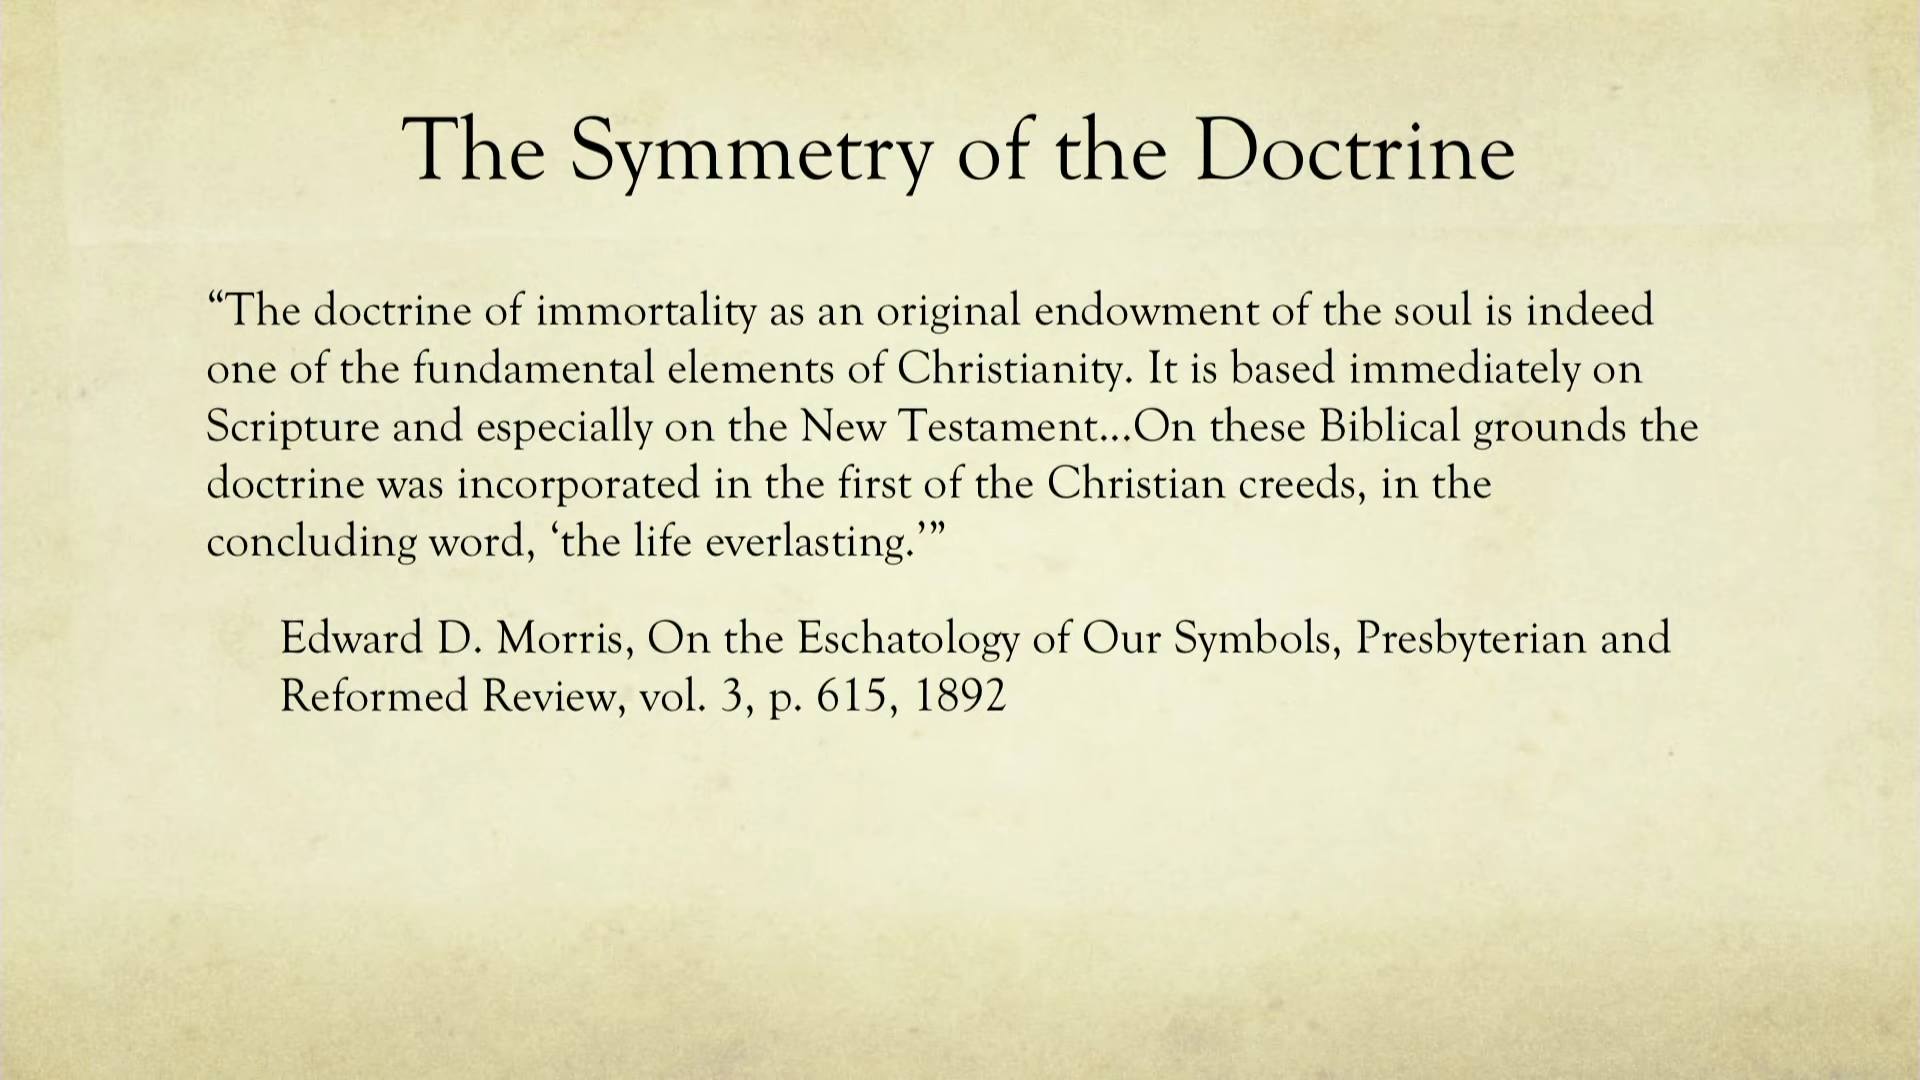 The Symmetry of the Doctrine
“The doctrine of immortality as an original endowment of the soul is indeed
one of the fundamental elements of Christianity. It is based immediately on
Scripture and especially on the New Testament...On these Biblical grounds the
doctrine was incorporated in the first of the Christian creeds, in the
concluding word, ‘the life everlasting.’”
Edward D. Morris, On the Eschatology of Our Symbols, Presbyterian and
Reformed Review, vol. 3, p. 615, 1892